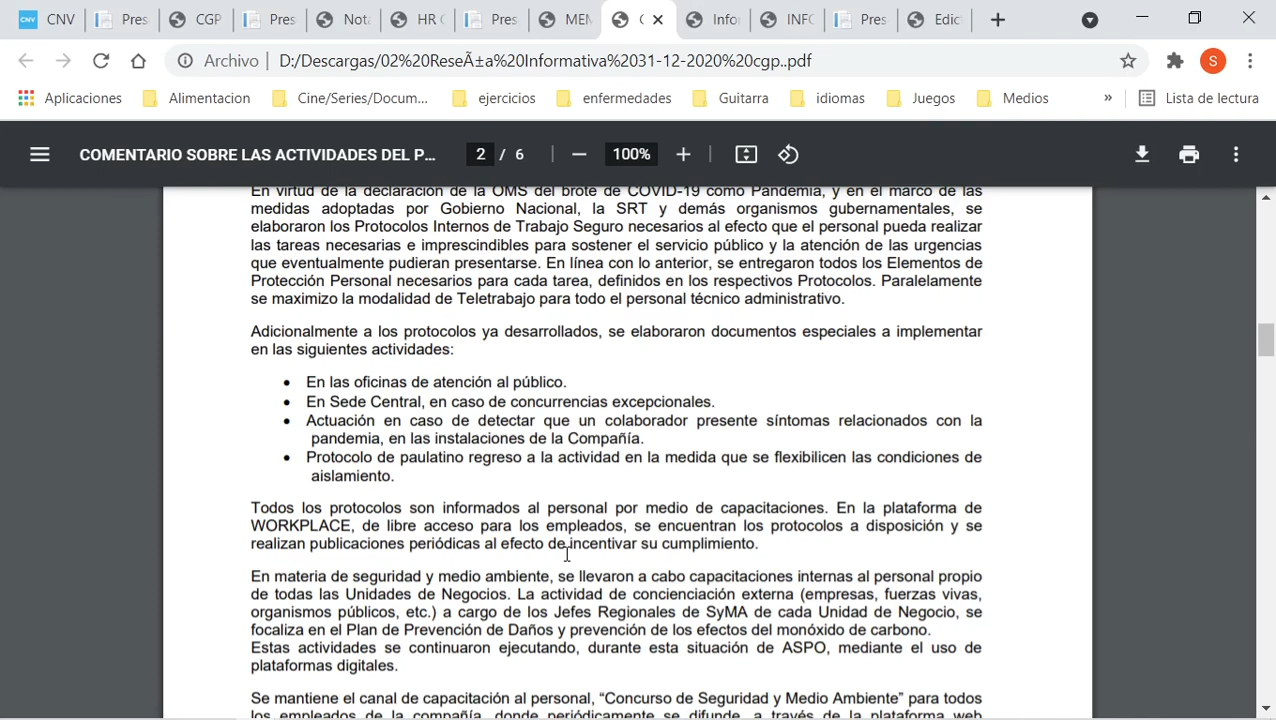 CNV
Pres
CGP
Pres
Nota
HR
Pres
MEM
Info
INFO
Pres
Edic
Archivo
D:/Descargas/02%20ReseÃ±a%20Informativa%2031-12-2020%20cgp..pdf
S
Aplicaciones
Alimentacion
Cine/Series/Docum...
ejercicios
enfermedades
Guitarra
idiomas
Juegos
Medios
»
Lista de lectura
COMENTARIO SOBRE LAS ACTIVIDADES DEL P...
2 / 6
100%
En virtud de la declaración de la OMS del brote de COVID-19 como Pandemia, y en el marco de las
medidas adoptadas por Gobierno Nacional, la SRT y demás organismos gubernamentales, se
elaboraron los Protocolos Internos de Trabajo Seguro necesarios al efecto que el personal pueda realizar
las tareas necesarias e imprescindibles para sostener el servicio público y la atención de las urgencias
que eventualmente pudieran presentarse. En línea con lo anterior, se entregaron todos los Elementos de
Protección Personal necesarios para cada tarea, definidos en los respectivos Protocolos. Paralelamente
se maximizo la modalidad de Teletrabajo para todo el personal técnico administrativo.
Adicionalmente a los protocolos ya desarrollados, se elaboraron documentos especiales a implementar
en las siguientes actividades:
• En las oficinas de atención al público.
• En Sede Central, en caso de concurrencias excepcionales.
• Actuación en caso de detectar que un colaborador presente síntomas relacionados con la
pandemia, en las instalaciones de la Compañía.
• Protocolo de paulatino regreso a la actividad en la medida que se flexibilicen las condiciones de
aislamiento.
Todos los protocolos son informados al personal por medio de capacitaciones. En la plataforma de
WORKPLACE, de libre acceso para los empleados, se encuentran los protocolos a disposición y se
realizan publicaciones periódicas al efecto de incentivar su cumplimiento.
En materia de seguridad y medio ambiente, se llevaron a cabo capacitaciones internas al personal propio
de todas las Unidades de Negocios. La actividad de concienciación externa (empresas, fuerzas vivas,
organismos públicos, etc.) a cargo de los Jefes Regionales de SyMA de cada Unidad de Negocio, se
focaliza en el Plan de Prevención de Daños y prevención de los efectos del monóxido de carbono.
Estas actividades se continuaron ejecutando, durante esta situación de ASPO, mediante el uso de
plataformas digitales.
Se mantiene el canal de capacitación al personal, “Concurso de Seguridad y Medio Ambiente” para todos
los empleados de la compañía, donde periódicamente se difunde, a través de la plataforma web